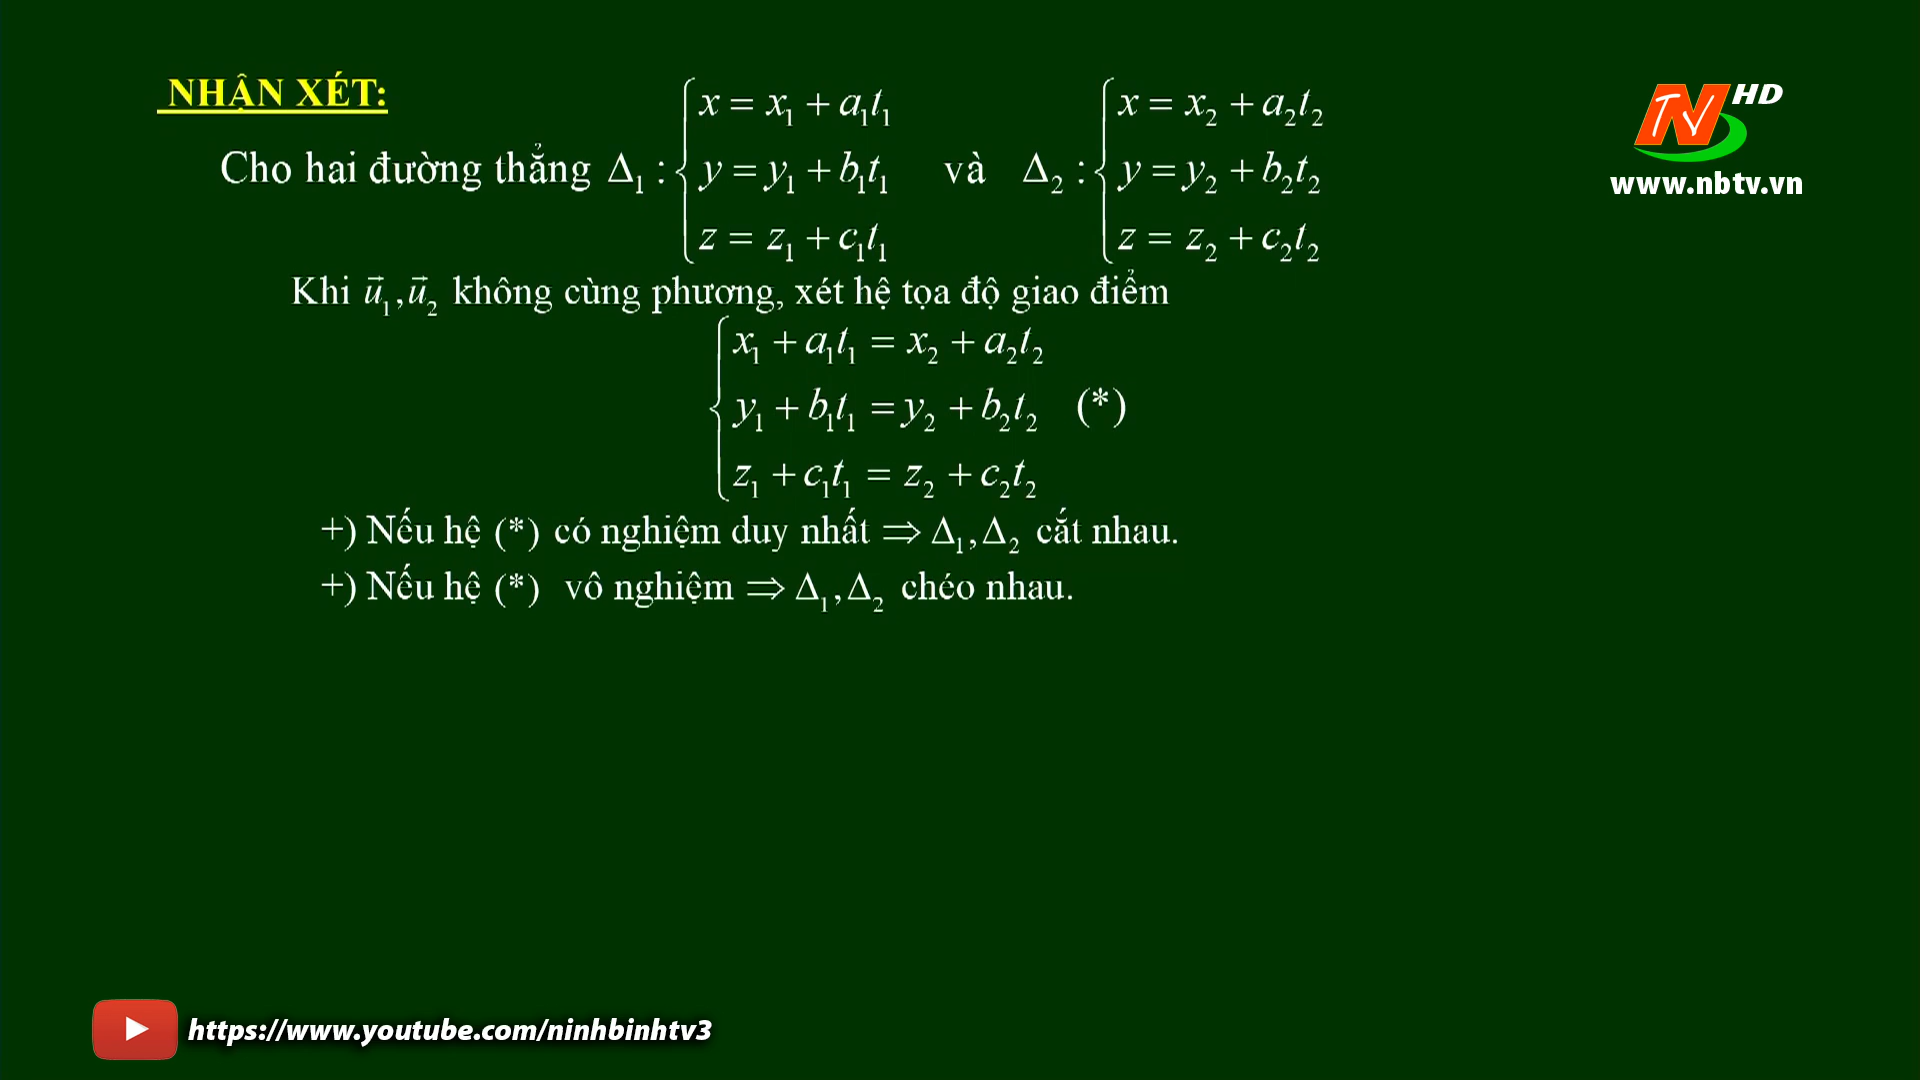 NHẬN XÉT:
Cho hai đường thẳng Δ₁ : { x = x₁ + a₁t₁ ; y = y₁ + b₁t₁ ; z = z₁ + c₁t₁ và Δ₂ : { x = x₂ + a₂t₂ ; y = y₂ + b₂t₂ ; z = z₂ + c₂t₂
Khi u⃗₁, u⃗₂ không cùng phương, xét hệ tọa độ giao điểm
x₁ + a₁t₁ = x₂ + a₂t₂
y₁ + b₁t₁ = y₂ + b₂t₂ (*)
z₁ + c₁t₁ = z₂ + c₂t₂
+) Nếu hệ (*) có nghiệm duy nhất ⇒ Δ₁, Δ₂ cắt nhau.
+) Nếu hệ (*) vô nghiệm ⇒ Δ₁, Δ₂ chéo nhau.
NTV HD
www.nbtv.vn
https://www.youtube.com/ninhbinhtv3